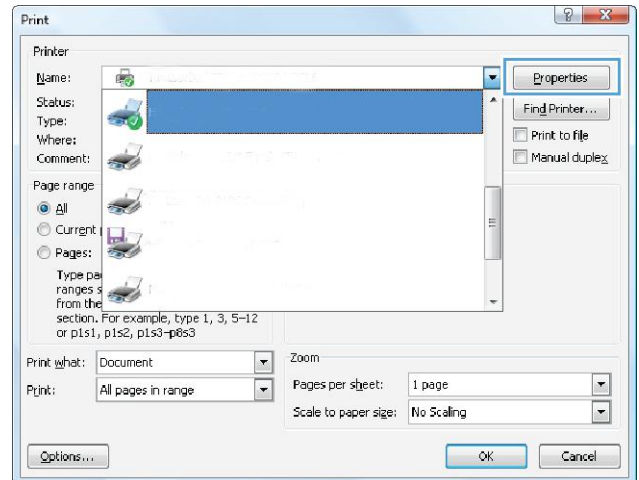 Print
Printer
Name:
Properties
Status:
Find Printer...
Type:
Where:
Print to file
Comment:
Manual duplex
Page range
All
Current
Pages:
Type
ranges
from the
section. For example, type 1, 3, 5–12
or p1s1, p1s2, p1s3–p8s3
Print what: Document
Zoom
Print: All pages in range
Pages per sheet: 1 page
Scale to paper size: No Scaling
Options...
OK
Cancel